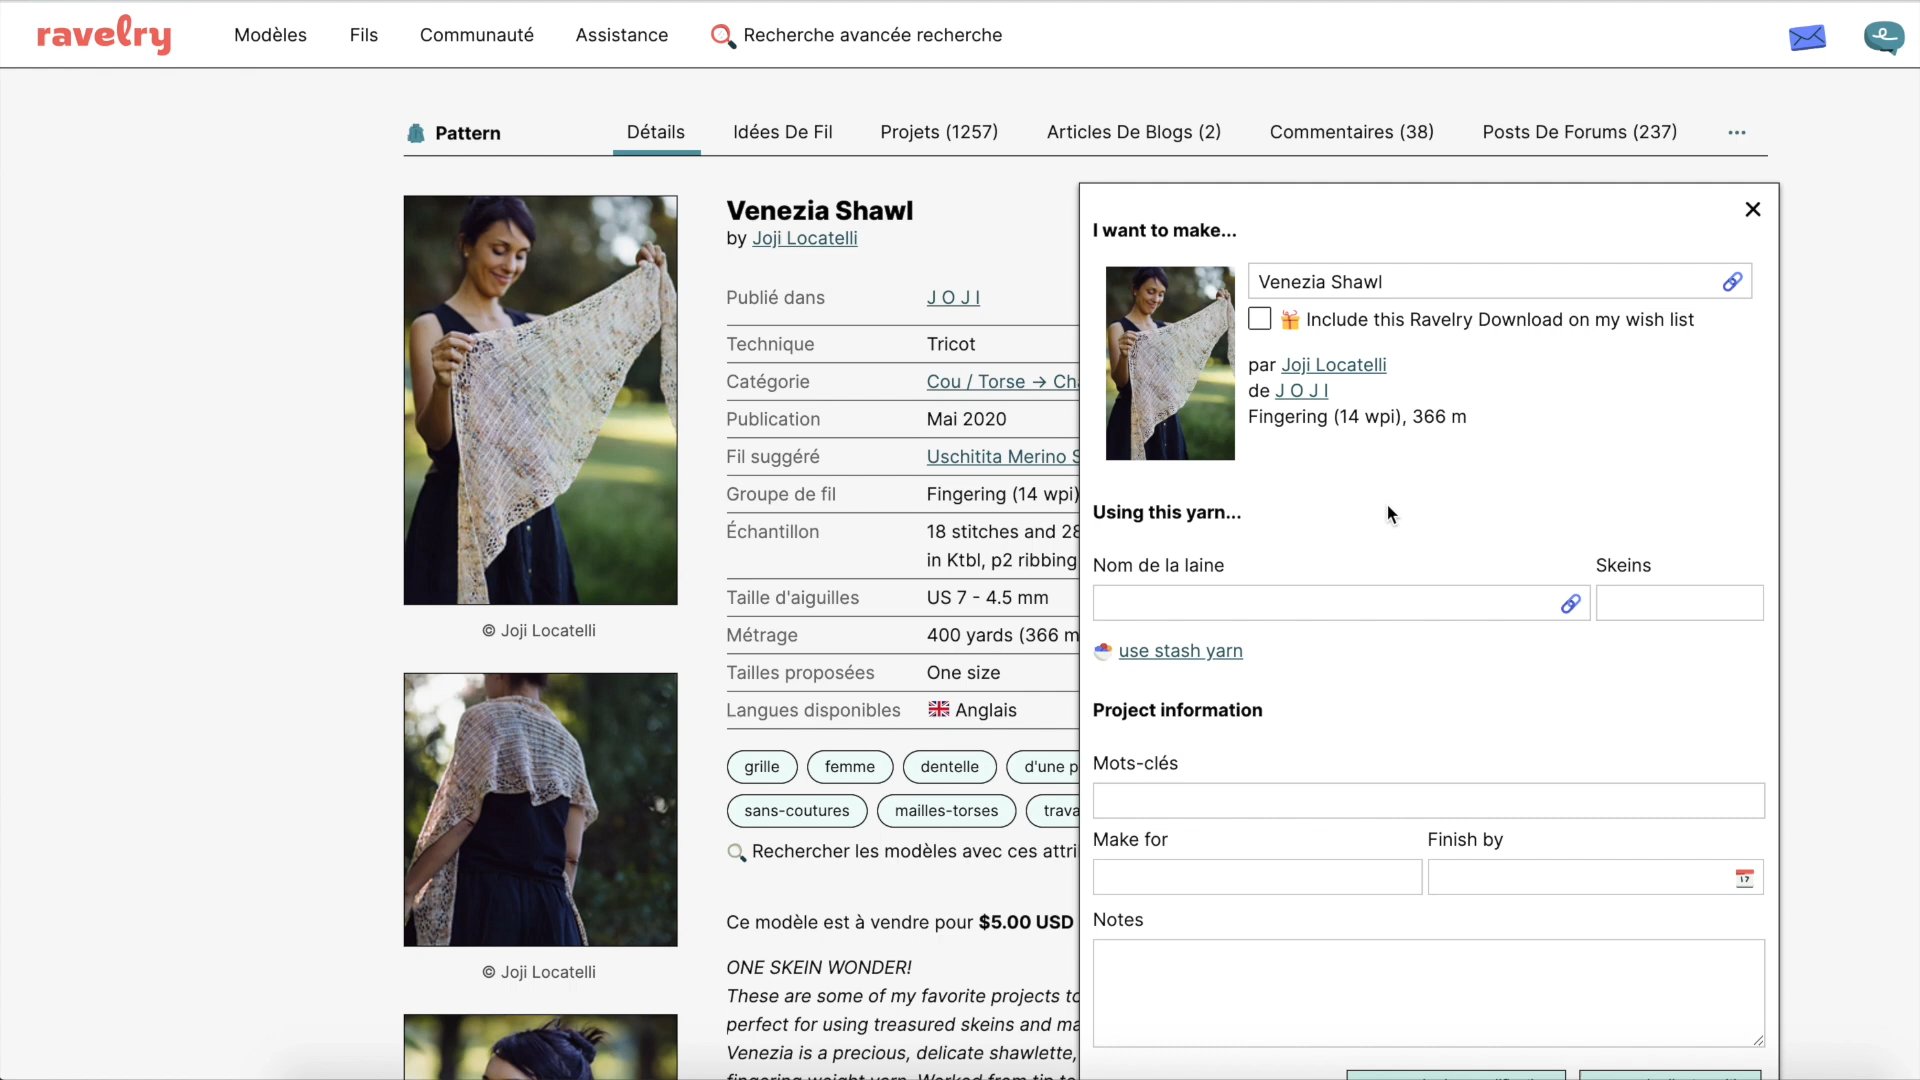 ravelry Modèles Fils Communauté Assistance Recherche avancée recherche
Pattern Détails Idées De Fil Projets (1257) Articles De Blogs (2) Commentaires (38) Posts De Forums (237) •••
Venezia Shawl
by Joji Locatelli
Publié dans J O J I
Technique Tricot
Catégorie Cou / Torse →
Publication Mai 2020
Fil suggéré Uschitita Merino
Groupe de fil Fingering (14 wpi)
Échantillon 18 stitches and 28
in Ktbl, p2 ribbing
Taille d'aiguilles US 7 - 4.5 mm
Métrage 400 yards (366 m
Tailles proposées One size
Langues disponibles Anglais
grille femme dentelle d'une
sans-coutures mailles-torses
Rechercher les modèles avec ces
Ce modèle est à vendre pour $5.00 USD
ONE SKEIN WONDER!
These are some of my favorite projects to
perfect for using treasured skeins and
Venezia is a precious, delicate shawlette,
fingering weight yarn. Worked from tip to
© Joji Locatelli
© Joji Locatelli
I want to make...
Venezia Shawl
Include this Ravelry Download on my wish list
par Joji Locatelli
de J O J I
Fingering (14 wpi), 366 m
Using this yarn...
Nom de la laine Skeins
use stash yarn
Project information
Mots-clés
Make for Finish by
17
Notes